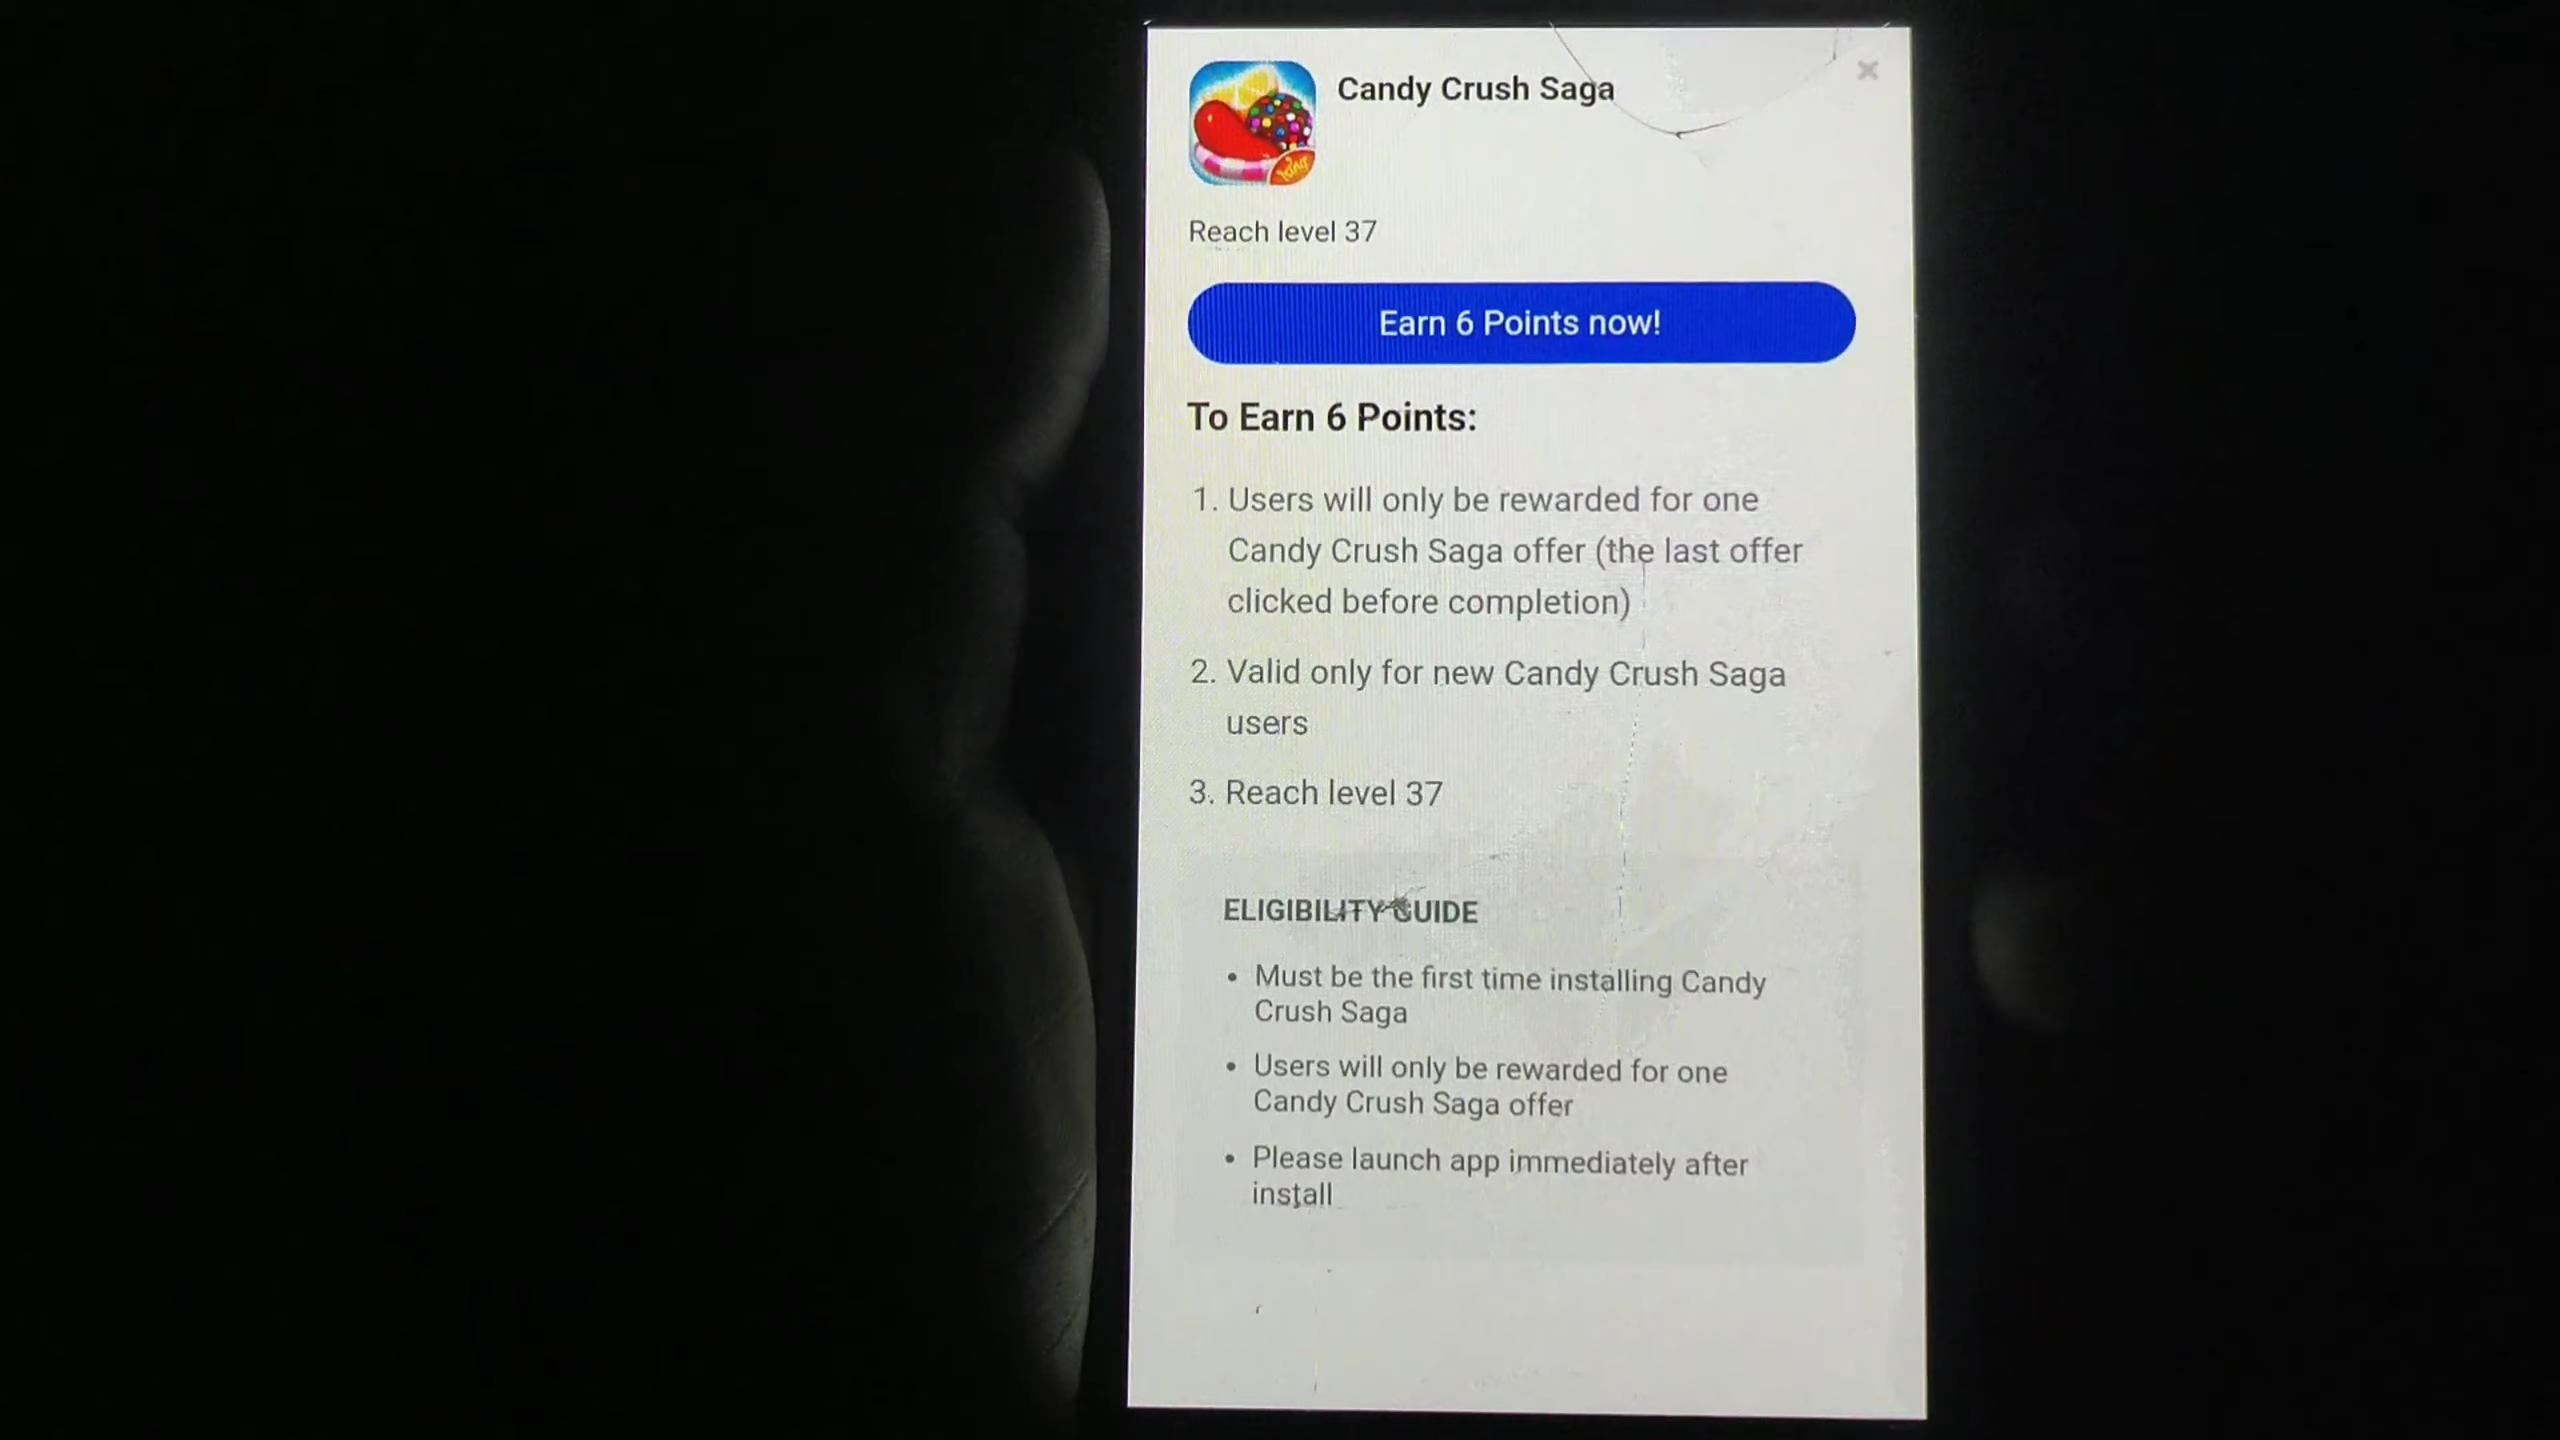 Candy Crush Saga
king
Reach level 37
Earn 6 Points now!
To Earn 6 Points:
1. Users will only be rewarded for one
Candy Crush Saga offer (the last offer
clicked before completion)
2. Valid only for new Candy Crush Saga
users
3. Reach level 37
ELIGIBILITY GUIDE
• Must be the first time installing Candy
Crush Saga
• Users will only be rewarded for one
Candy Crush Saga offer
• Please launch app immediately after
install